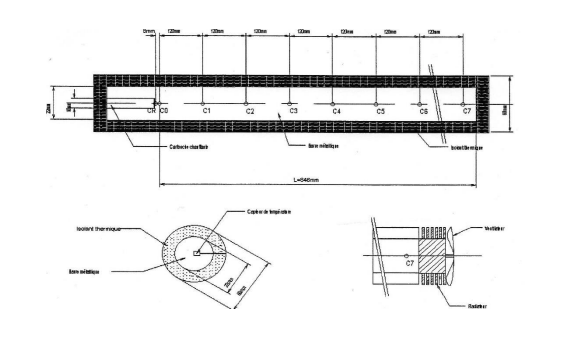 120mm 120mm 120mm 120mm 120mm 120mm 120mm
CR C0 C1 C2 C3 C4 C5 C6 C7
Cartouche chauffante
Barre métallique
Isolant thermique
L=846mm
Capteur de température
Isolant thermique
Barre métallique
Ventilateur
C7
Radiateur